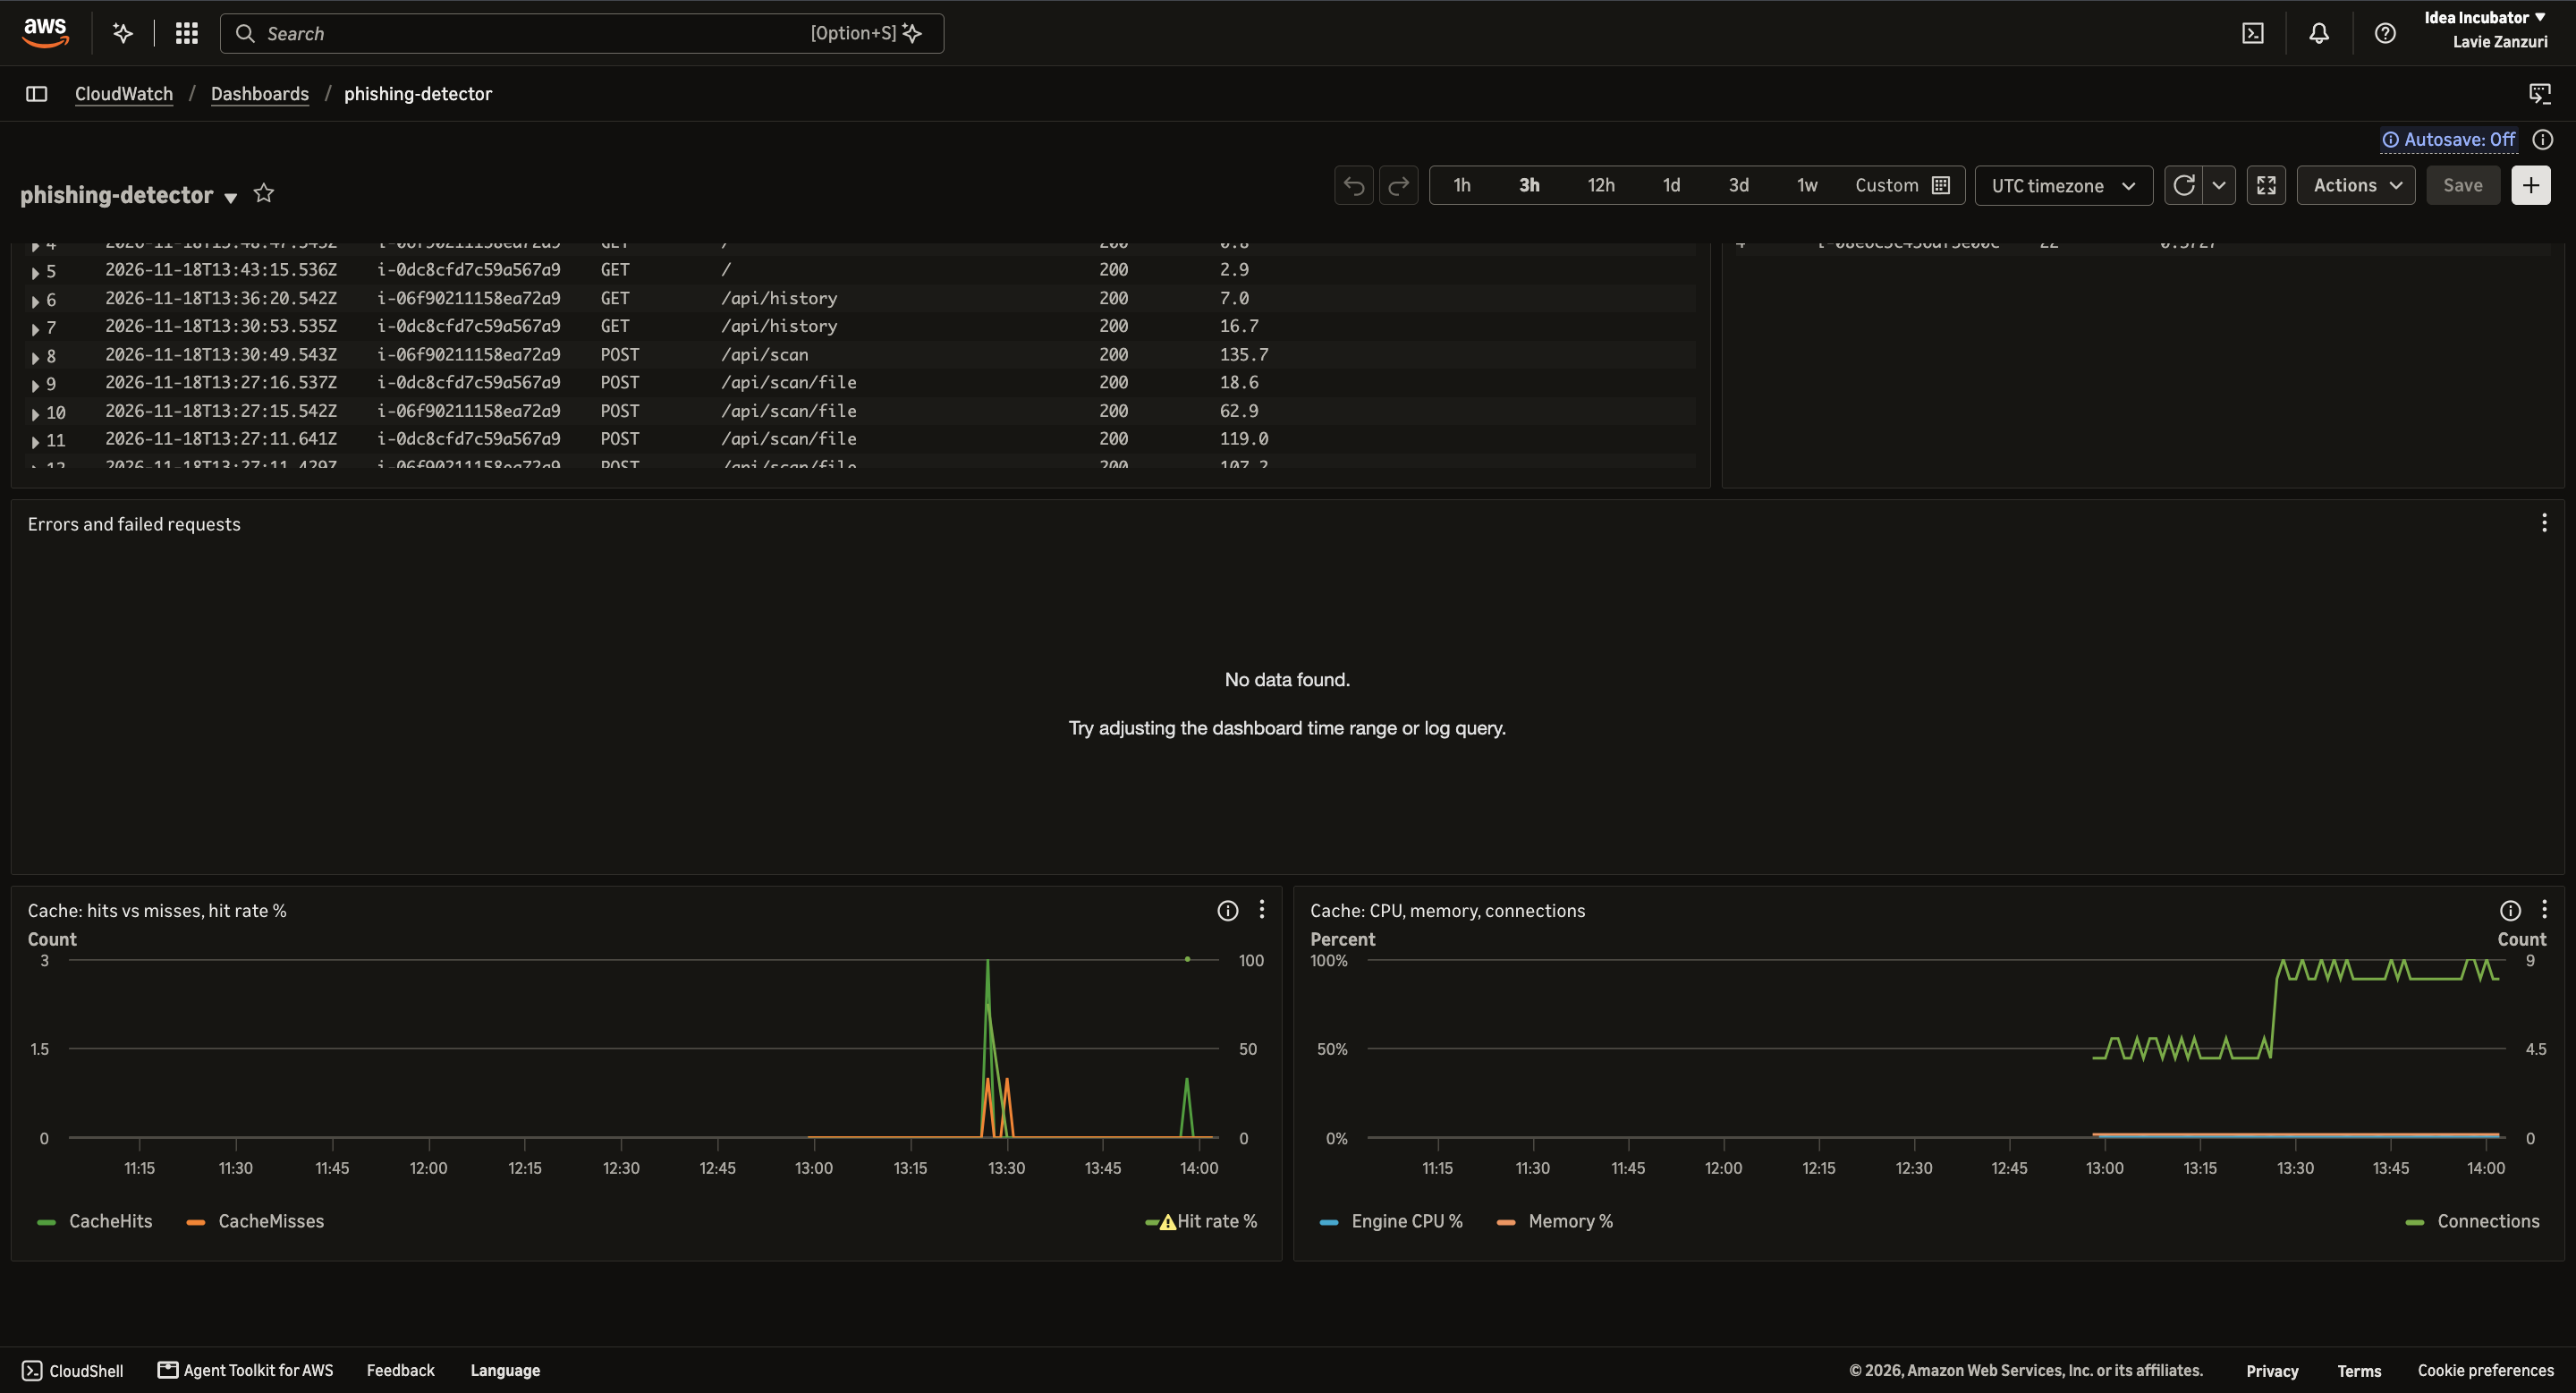 aws
Search [Option+S]
Idea Incubator
Lavie Zanzuri
CloudWatch / Dashboards / phishing-detector
Autosave: Off
phishing-detector
1h 3h 12h 1d 3d 1w Custom UTC timezone Actions Save
5 2026-11-18T13:43:15.536Z i-0dc8cfd7c59a567a9 GET / 200 2.9
6 2026-11-18T13:36:20.542Z i-06f90211158ea72a9 GET /api/history 200 7.0
7 2026-11-18T13:30:53.535Z i-0dc8cfd7c59a567a9 GET /api/history 200 16.7
8 2026-11-18T13:30:49.543Z i-06f90211158ea72a9 POST /api/scan 200 135.7
9 2026-11-18T13:27:16.537Z i-0dc8cfd7c59a567a9 POST /api/scan/file 200 18.6
10 2026-11-18T13:27:15.542Z i-06f90211158ea72a9 POST /api/scan/file 200 62.9
11 2026-11-18T13:27:11.641Z i-0dc8cfd7c59a567a9 POST /api/scan/file 200 119.0
Errors and failed requests
No data found.
Try adjusting the dashboard time range or log query.
Cache: hits vs misses, hit rate %
Count
3 100
1.5 50
0 0
11:15 11:30 11:45 12:00 12:15 12:30 12:45 13:00 13:15 13:30 13:45 14:00
CacheHits CacheMisses Hit rate %
Cache: CPU, memory, connections
Percent Count
100% 9
50% 4.5
0% 0
11:15 11:30 11:45 12:00 12:15 12:30 12:45 13:00 13:15 13:30 13:45 14:00
Engine CPU % Memory % Connections
CloudShell Agent Toolkit for AWS Feedback Language © 2026, Amazon Web Services, Inc. or its affiliates. Privacy Terms Cookie preferences